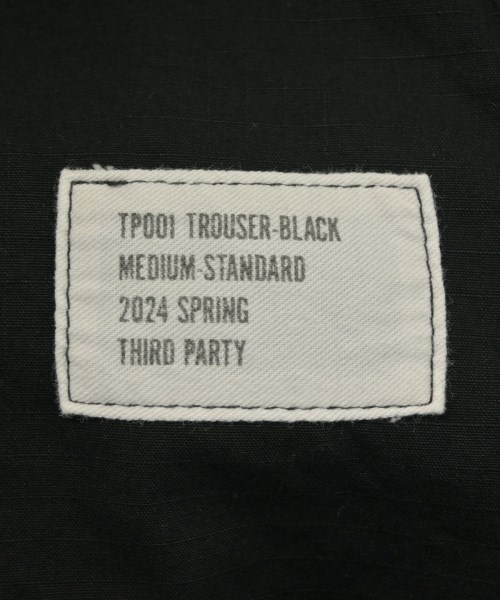 TP001 TROUSER-BLACK
MEDIUM-STANDARD
2024 SPRING
THIRD PARTY